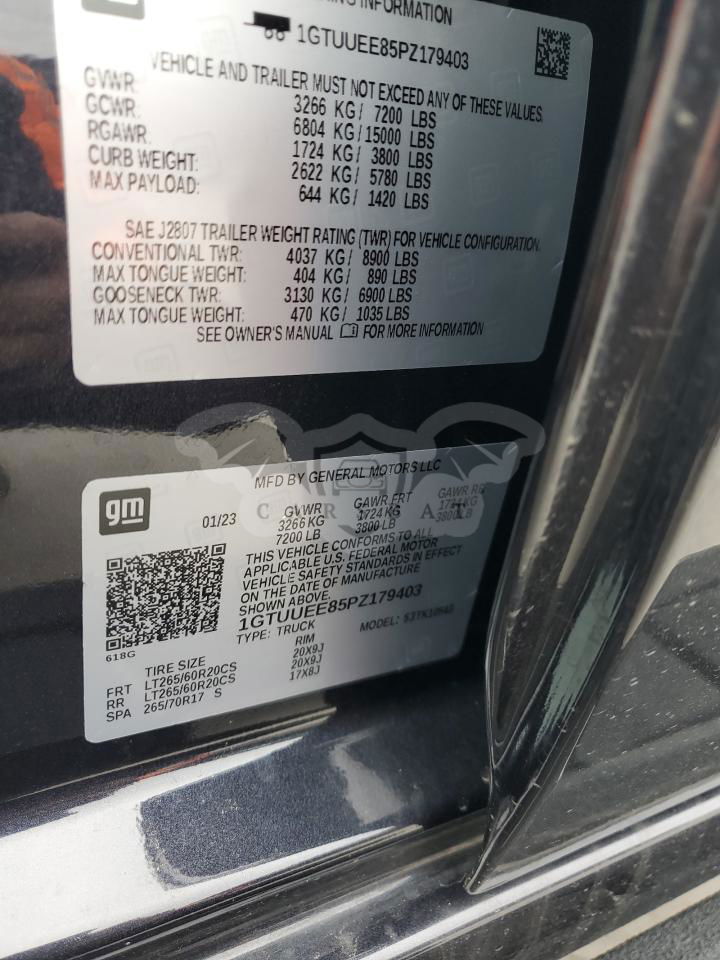 INFORMATION
1GTUUEE85PZ179403
VEHICLE AND TRAILER MUST NOT EXCEED ANY OF THESE VALUES.
GVWR: 3266 KG/ 7200 LBS
GCWR: 6804 KG/ 15000 LBS
RGAWR: 1724 KG/ 3800 LBS
CURB WEIGHT: 2622 KG/ 5780 LBS
MAX PAYLOAD: 644 KG/ 1420 LBS
SAE J2807 TRAILER WEIGHT RATING (TWR) FOR VEHICLE CONFIGURATION.
CONVENTIONAL TWR: 4037 KG/ 8900 LBS
MAX TONGUE WEIGHT: 404 KG/ 890 LBS
GOOSENECK TWR: 3130 KG/ 6900 LBS
MAX TONGUE WEIGHT: 470 KG/ 1035 LBS
SEE OWNER'S MANUAL FOR MORE INFORMATION
gm
MFD BY GENERAL MOTORS LLC
01/23 GVWR GAWR FRT GAWR RR
3266 KG 1724 KG 1724 KG
7200 LB 3800 LB 3800 LB
THIS VEHICLE CONFORMS TO ALL
APPLICABLE U.S. FEDERAL MOTOR
VEHICLE SAFETY STANDARDS IN EFFECT
ON THE DATE OF MANUFACTURE
SHOWN ABOVE.
1GTUUEE85PZ179403
TYPE: TRUCK MODEL:
618G
TIRE SIZE RIM
FRT LT265/60R20CS 20X9J
RR LT265/60R20CS 20X9J
SPA 265/70R17 S 17X8J